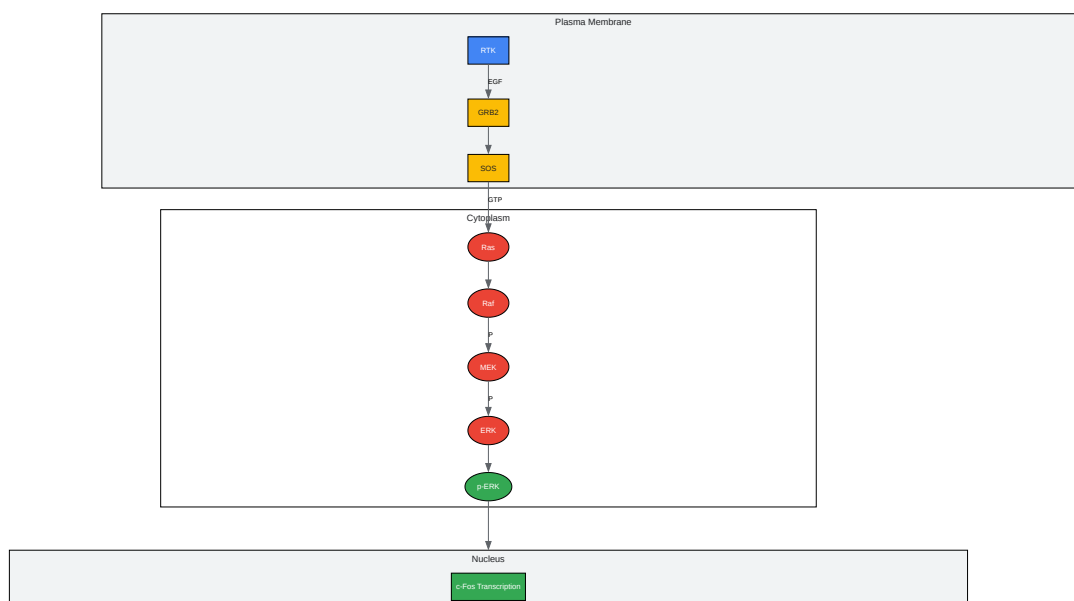 Plasma Membrane
RTK
EGF
GRB2
SOS
GTP
Cytoplasm
Ras
Raf
P
MEK
P
ERK
p-ERK
Nucleus
c-Fos Transcription